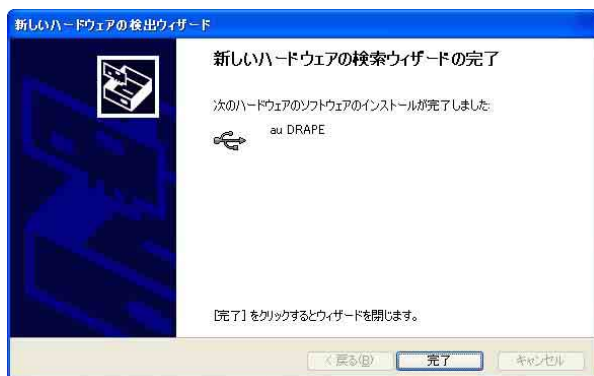 新しいハードウェアの検出ウィザード
新しいハードウェアの検索ウィザードの完了
次のハードウェアのソフトウェアのインストールが完了しました:
au DRAPE
[完了] をクリックするとウィザードを閉じます。
< 戻る(B)
完了
キャンセル